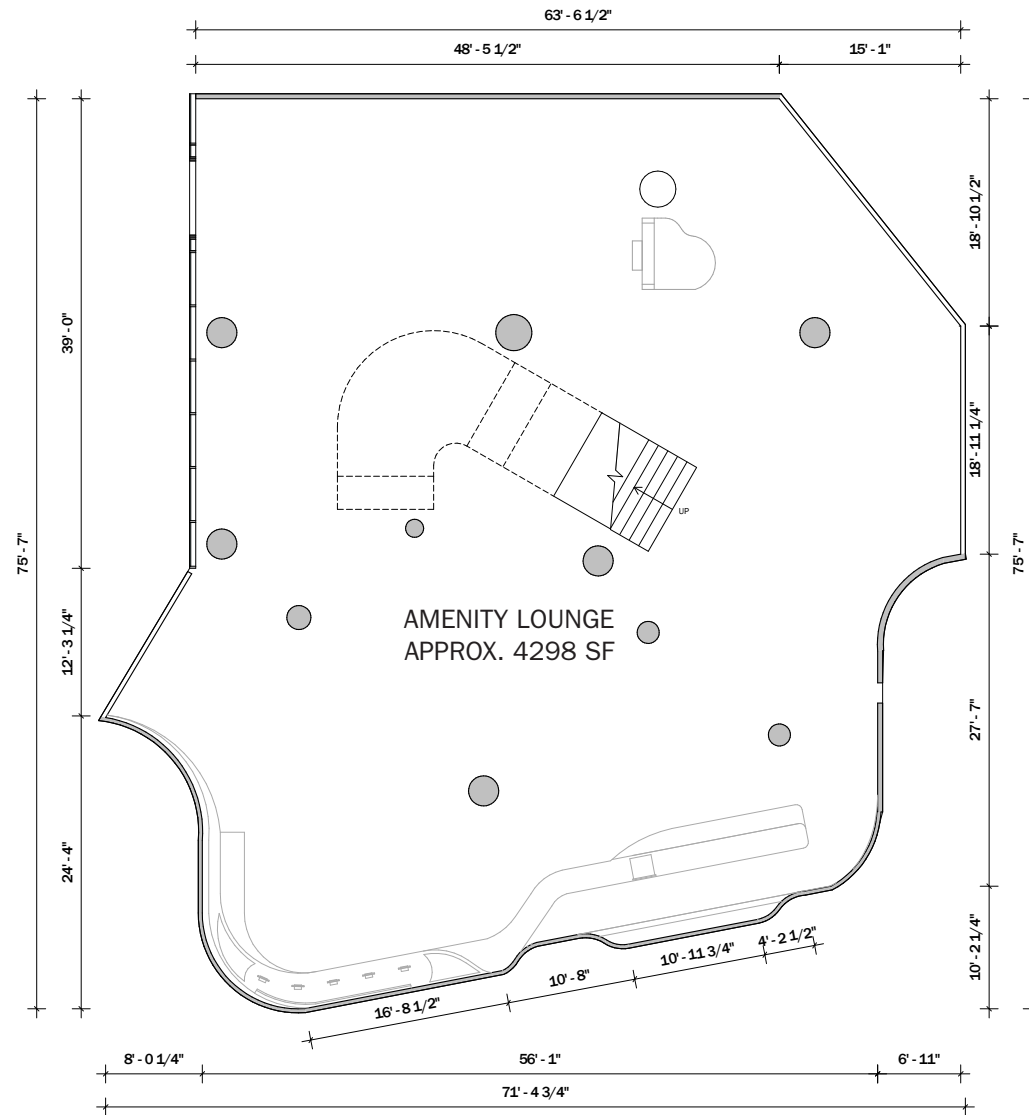 63'- 6 1/2"
48'- 5 1/2"
15'- 1"
18'- 10 1/2"
39'- 0"
18'- 11 1/4"
UP
75'- 7"
75'- 7"
AMENITY LOUNGE
APPROX. 4298 SF
12'- 3 1/4"
27'- 7"
24'- 4"
4'- 2 1/2"
10'- 11 3/4"
10'- 8"
16'- 8 1/2"
10'- 2 1/4"
8'- 0 1/4"
56'- 1"
6'- 11"
71'- 4 3/4"